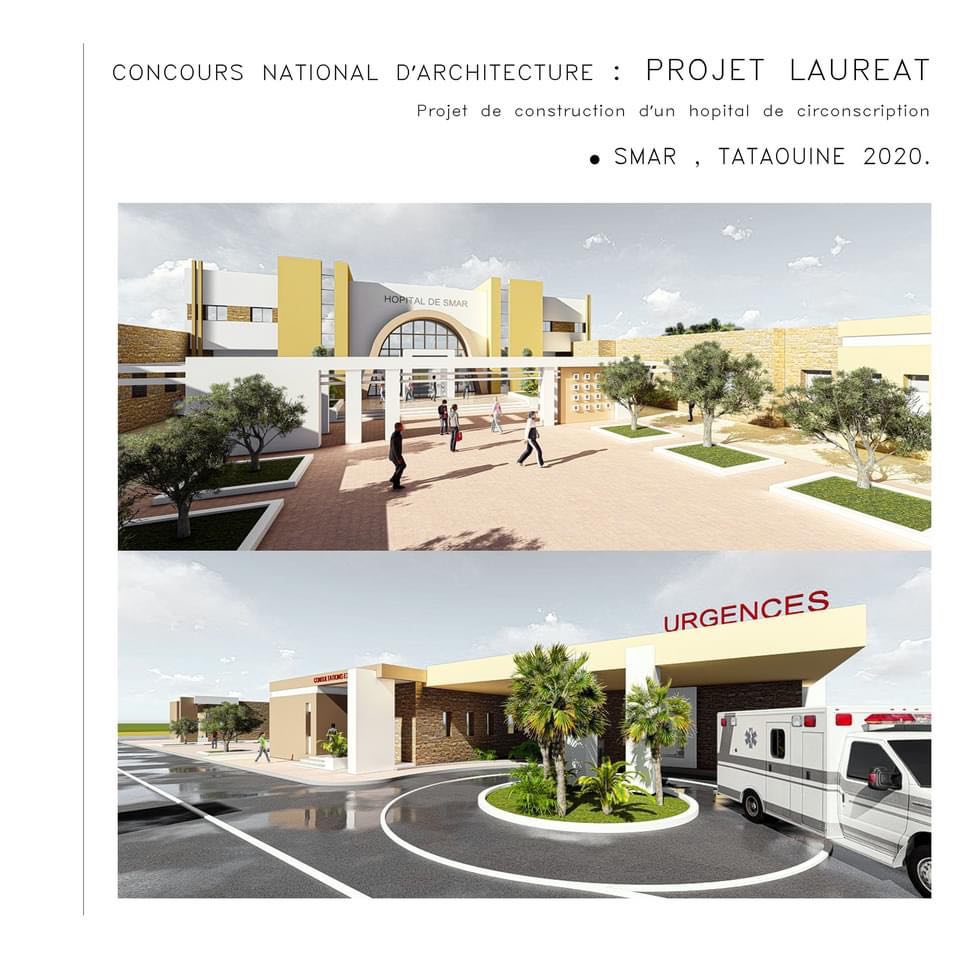 CONCOURS NATIONAL D'ARCHITECTURE : PROJET LAUREAT
Projet de construction d'un hopital de circonscription
• SMAR , TATAOUINE 2020.
HOPITAL DE SMAR
URGENCES
CONSULTATIONS